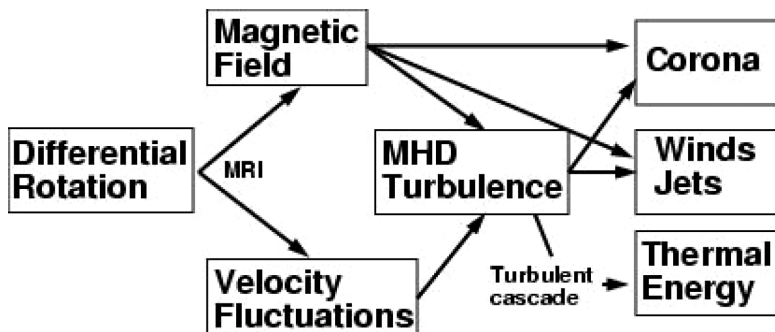 Magnetic
Field
Corona
Differential
Rotation
MRI
MHD
Turbulence
Winds
Jets
Velocity
Fluctuations
Turbulent
cascade
Thermal
Energy